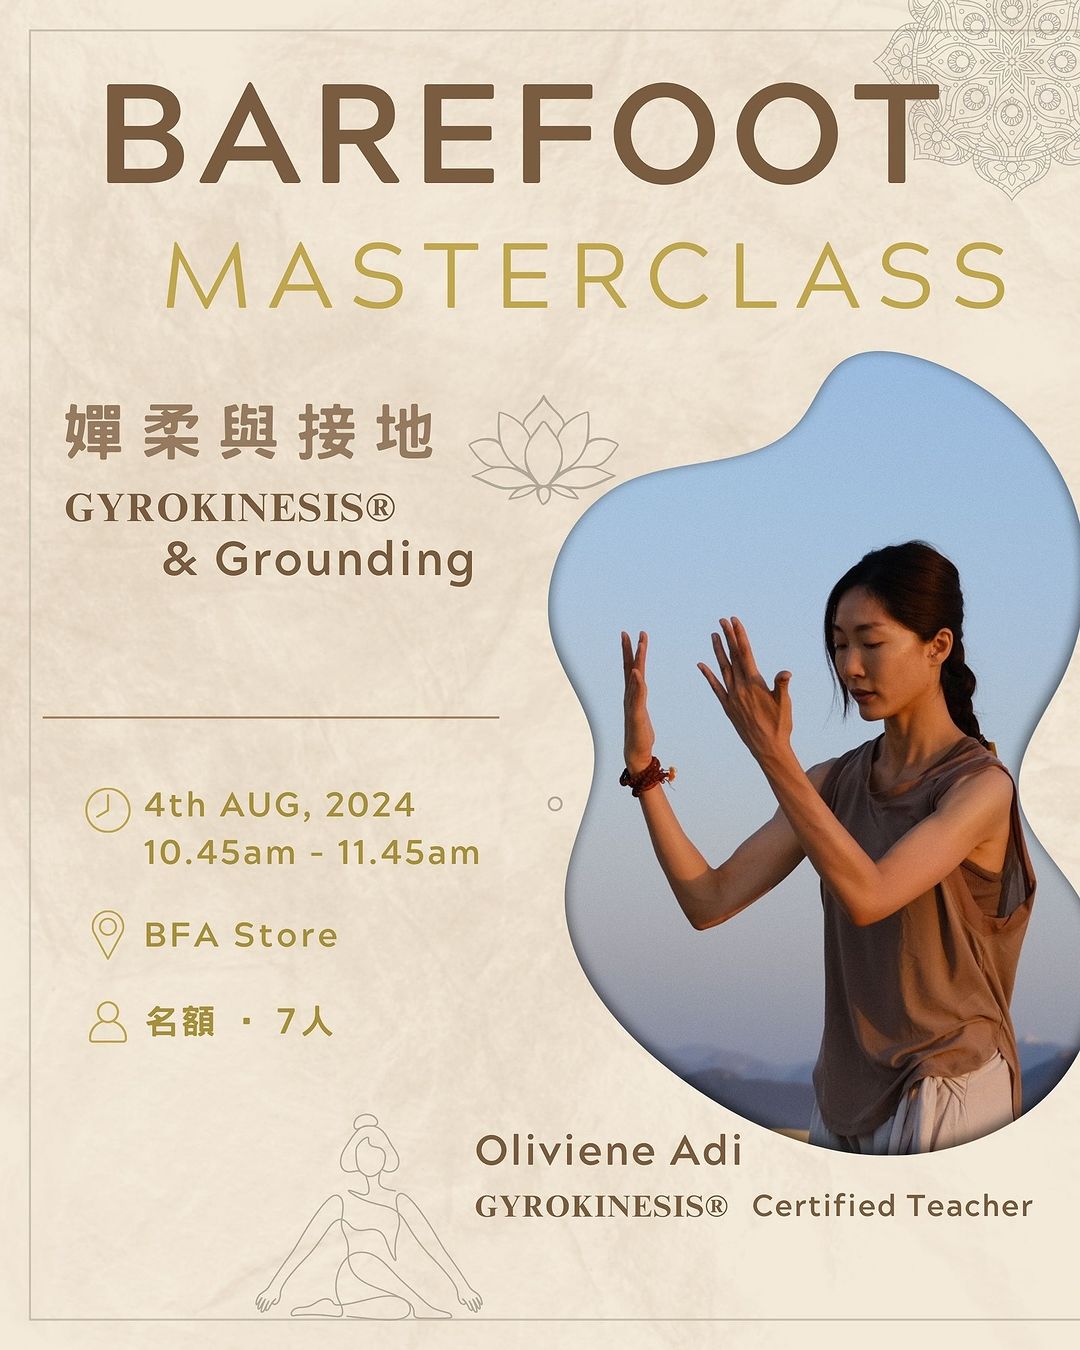 BAREFOOT
MASTERCLASS
嬋柔與接地
GYROKINESIS®
& Grounding
4th AUG, 2024
10.45am - 11.45am
BFA Store
名額 · 7人
Oliviene Adi
GYROKINESIS® Certified Teacher